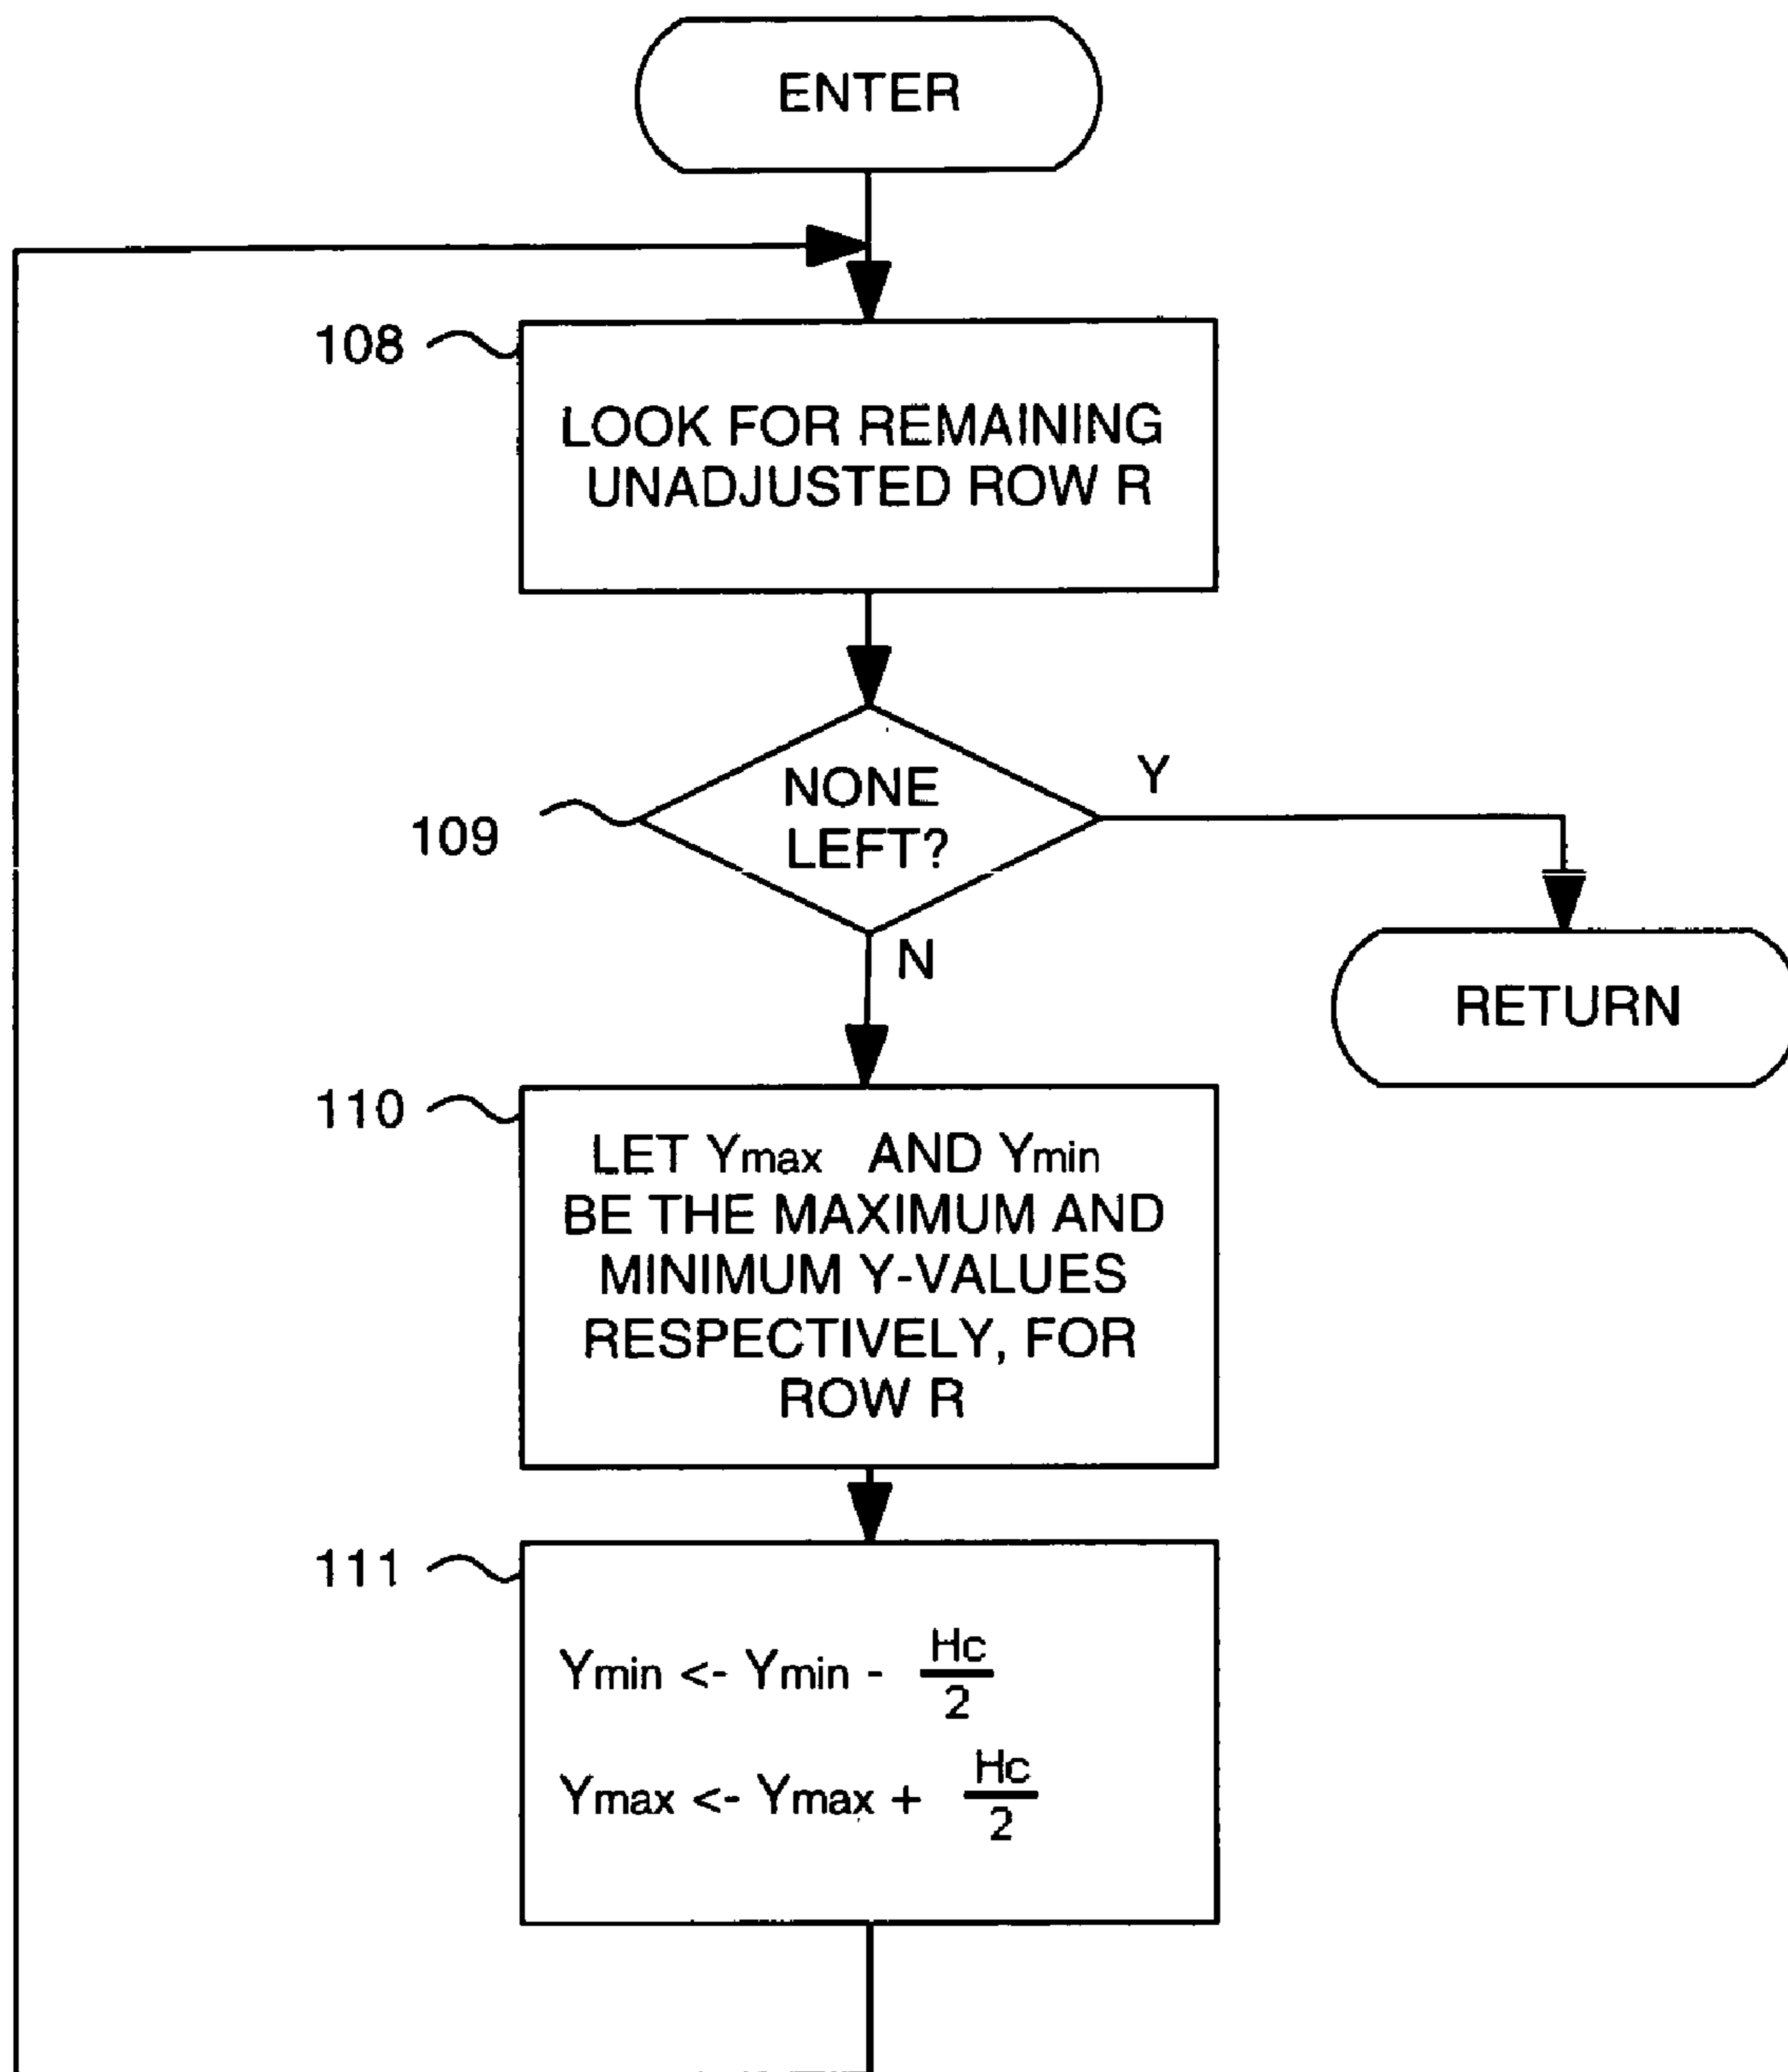 ENTER
108
LOOK FOR REMAINING
UNADJUSTED ROW R
109
NONE
LEFT?
Y
N
RETURN
110
LET Ymax AND Ymin
BE THE MAXIMUM AND
MINIMUM Y-VALUES
RESPECTIVELY, FOR
ROW R
111
Ymin <- Ymin - Hc/2
Ymax <- Ymax + Hc/2